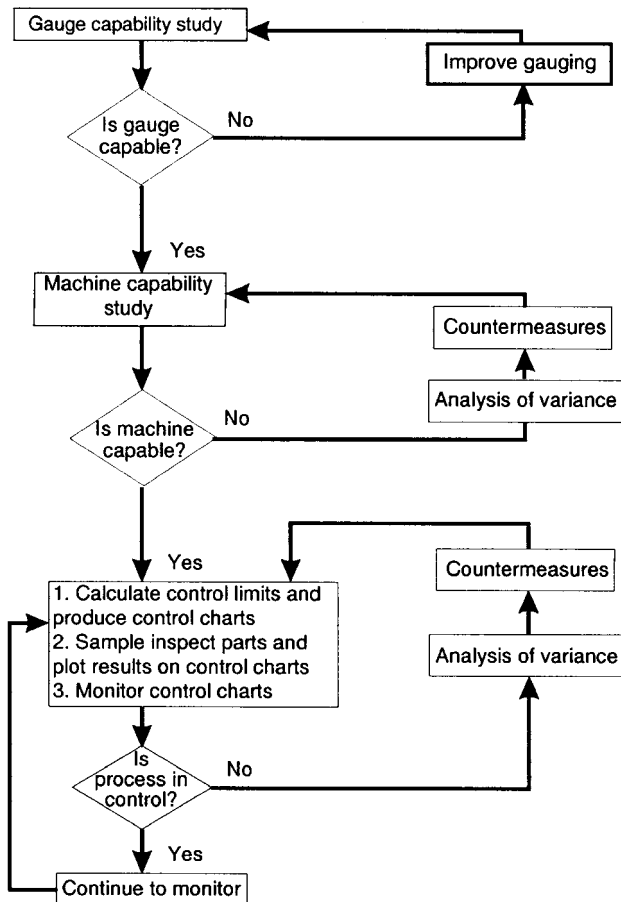 Gauge capability study
Improve gauging
Is gauge
capable?
No
Yes
Machine capability
study
Countermeasures
Analysis of variance
Is machine
capable?
No
Yes
1. Calculate control limits and
produce control charts
2. Sample inspect parts and
plot results on control charts
3. Monitor control charts
Countermeasures
Analysis of variance
Is
process in
control?
No
Yes
Continue to monitor